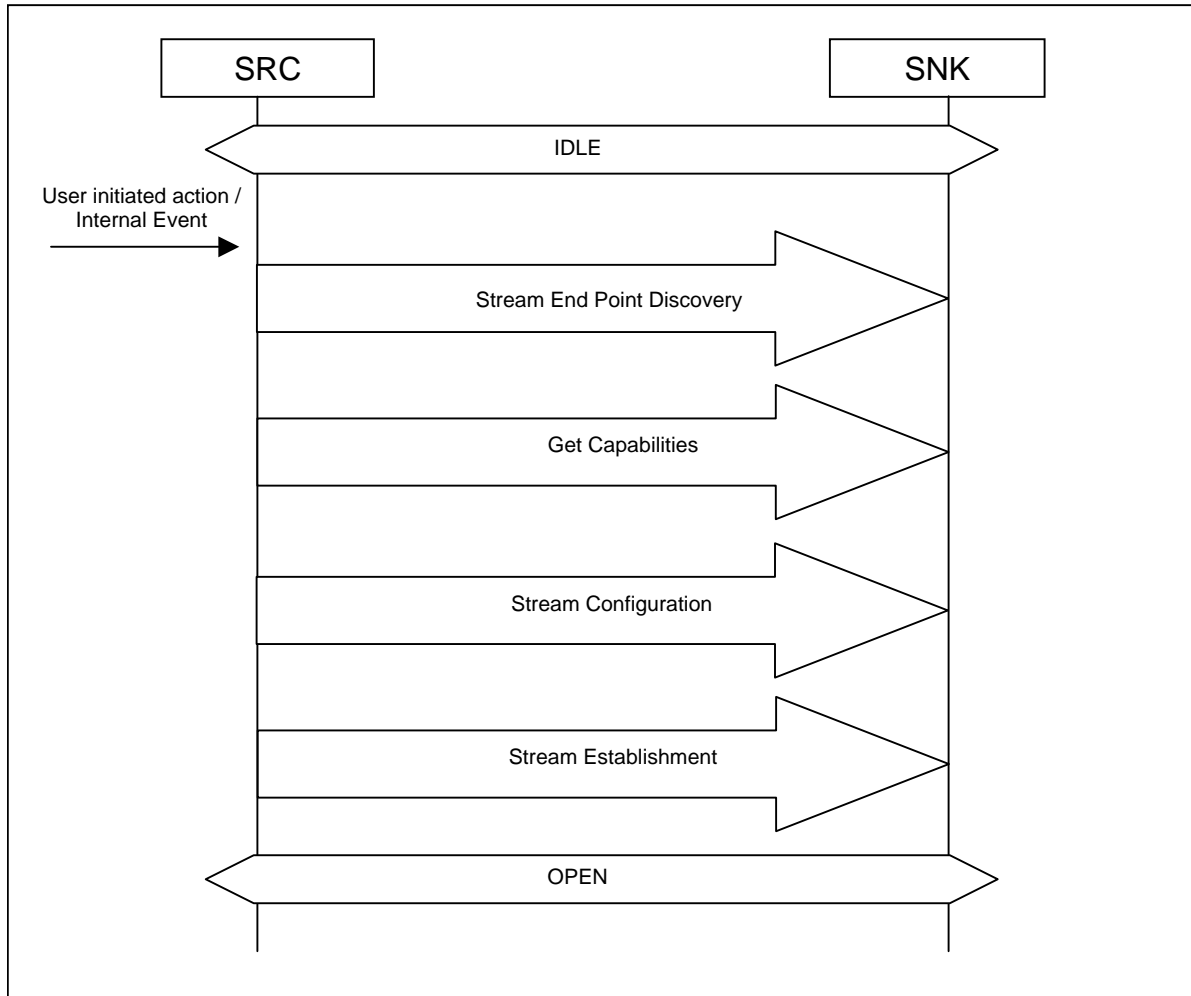 SRC
SNK
IDLE
User initiated action /
Internal Event
Stream End Point Discovery
Get Capabilities
Stream Configuration
Stream Establishment
OPEN